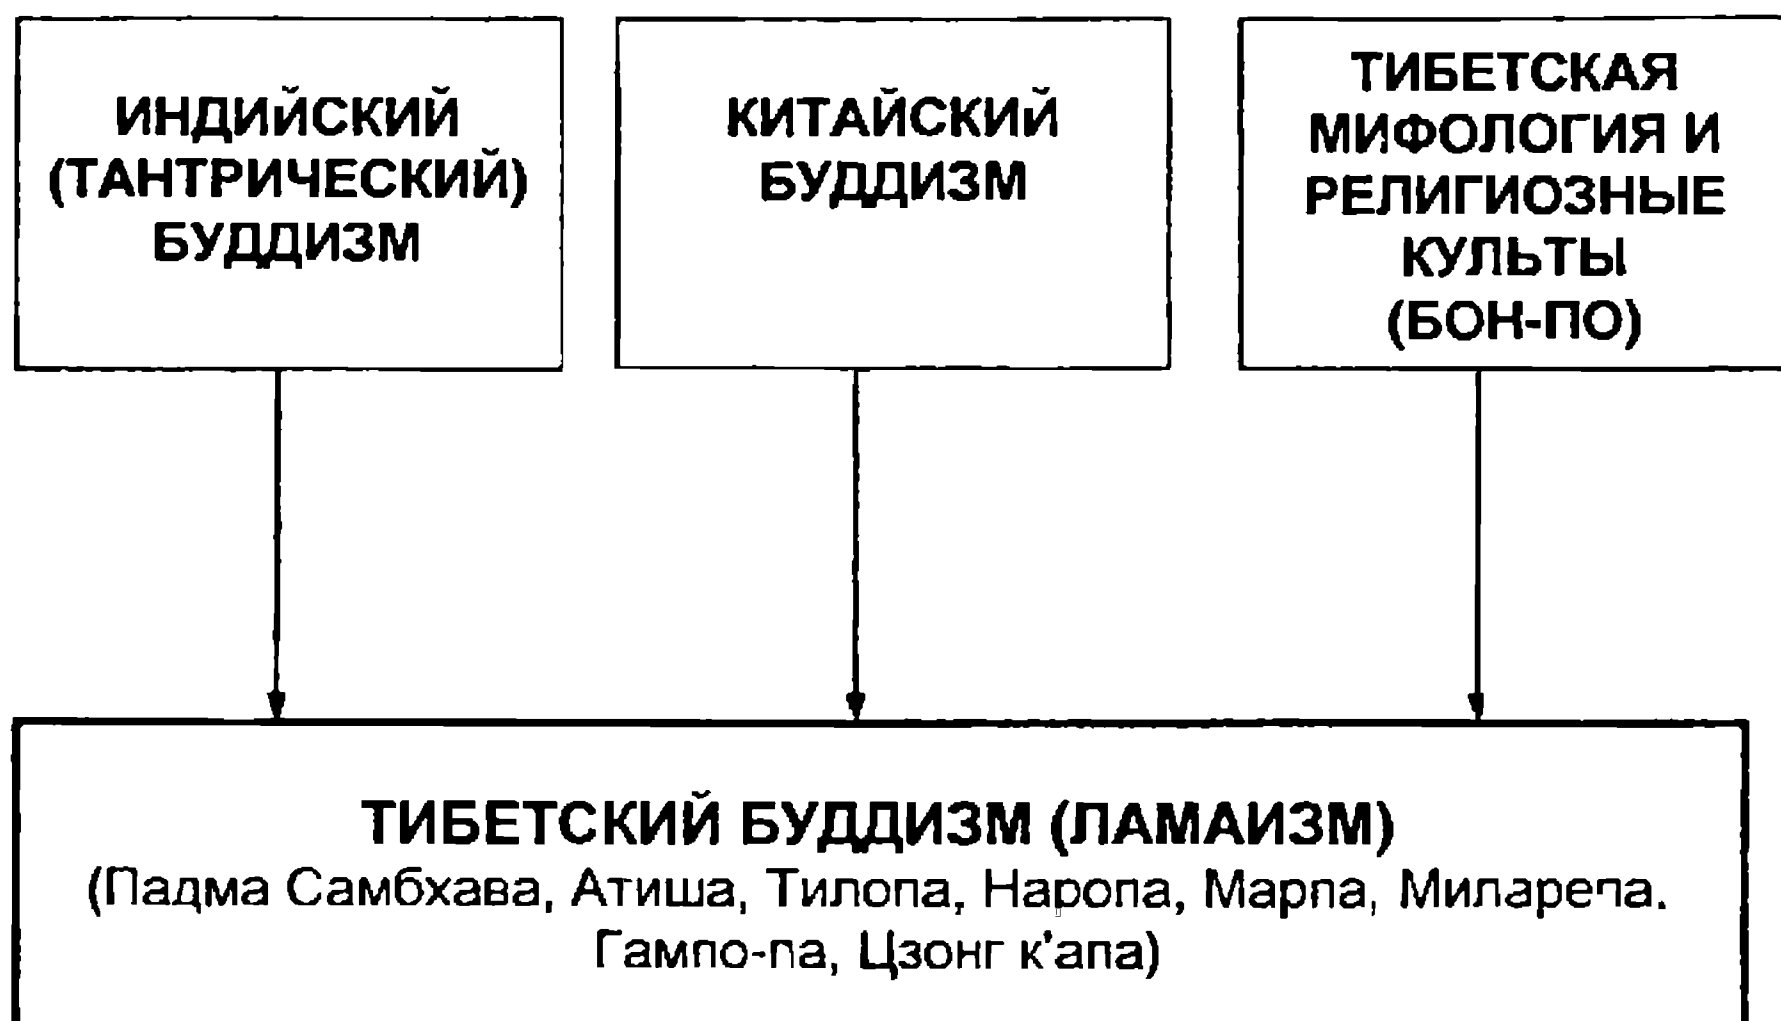 ИНДИЙСКИЙ
(ТАНТРИЧЕСКИЙ)
БУДДИЗМ
КИТАЙСКИЙ
БУДДИЗМ
ТИБЕТСКАЯ
МИФОЛОГИЯ И
РЕЛИГИОЗНЫЕ
КУЛЬТЫ
(БОН-ПО)
ТИБЕТСКИЙ БУДДИЗМ (ЛАМАИЗМ)
(Падма Самбхава, Атиша, Тилопа, Наропа, Марпа, Миларепа.
Гампо-па, Цзонг к'апа)